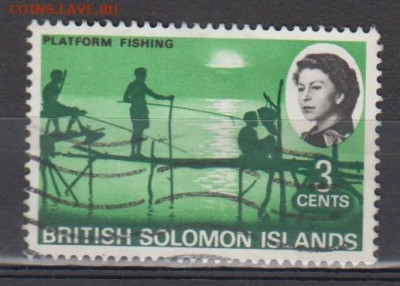 COINS.LAVE.RU
PLATFORM FISHING
3
CENTS
BRITISH SOLOMON ISLANDS